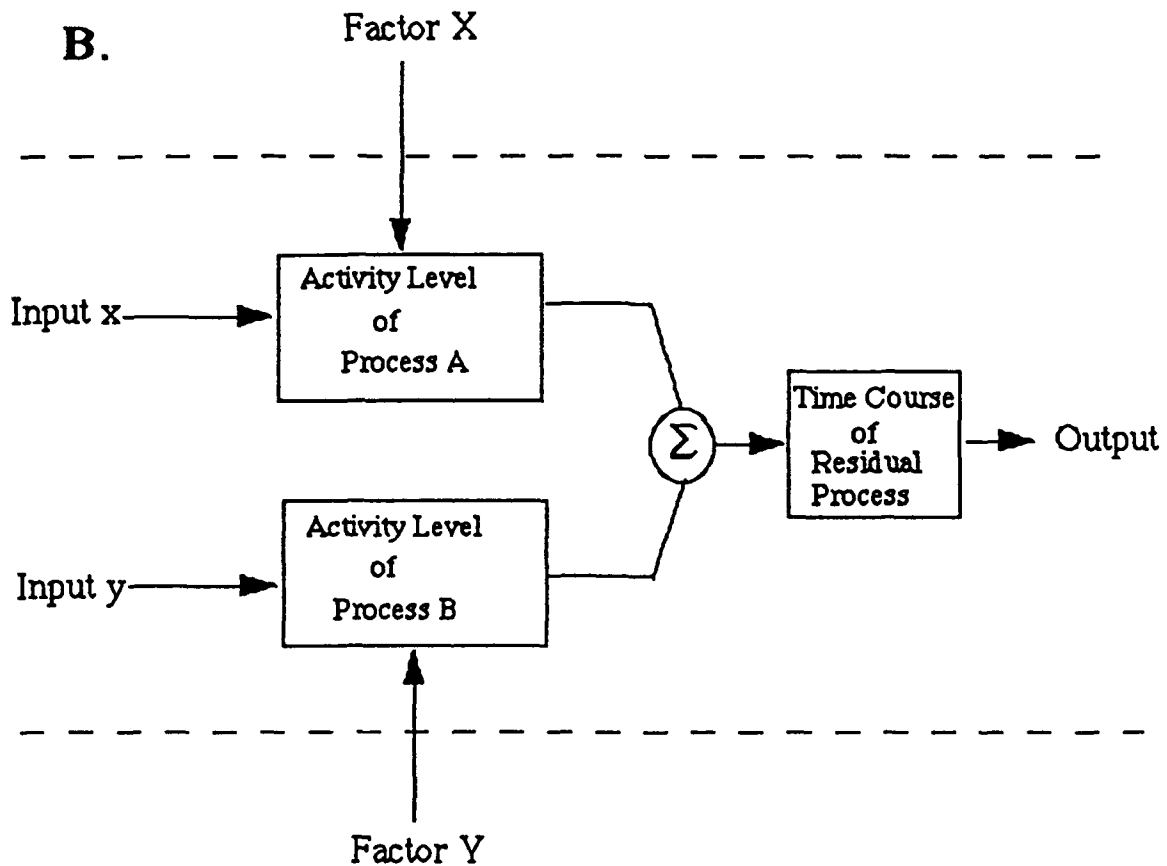 B.
Factor X
Input x
Activity Level
of
Process A
Σ
Time Course
of
Residual
Process
Output
Input y
Activity Level
of
Process B
Factor Y